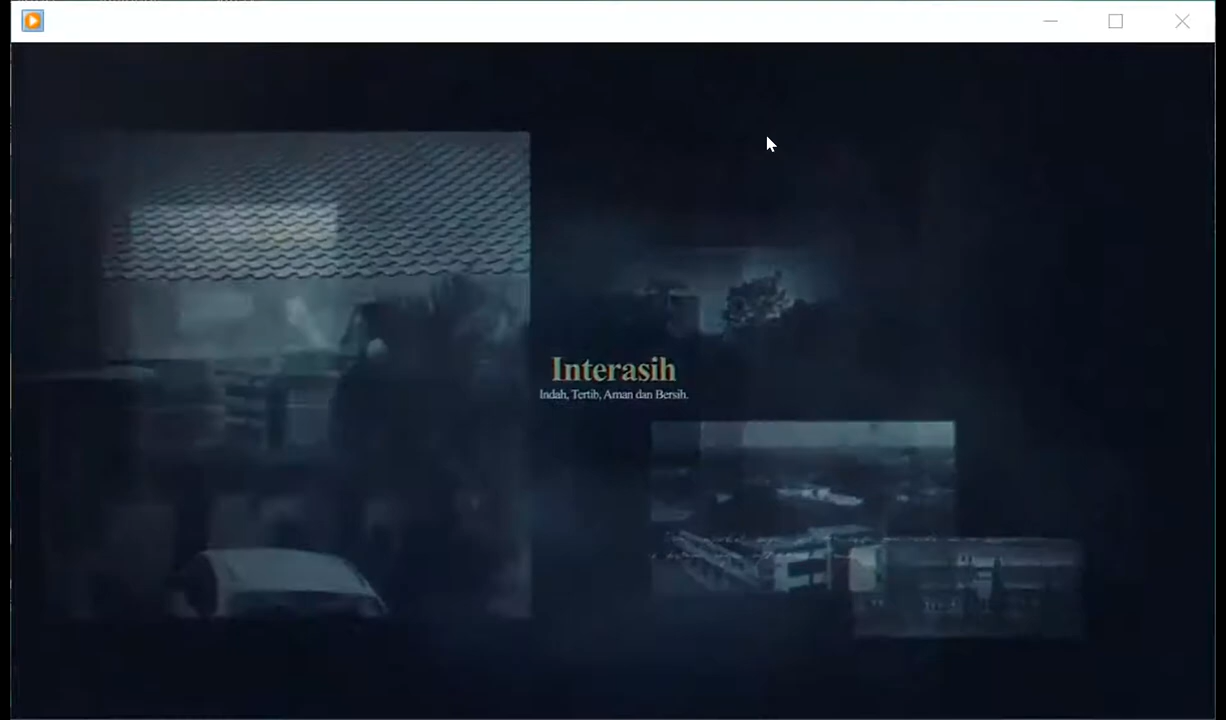 Interasih
Indah, Tertib, Aman dan Bersih.